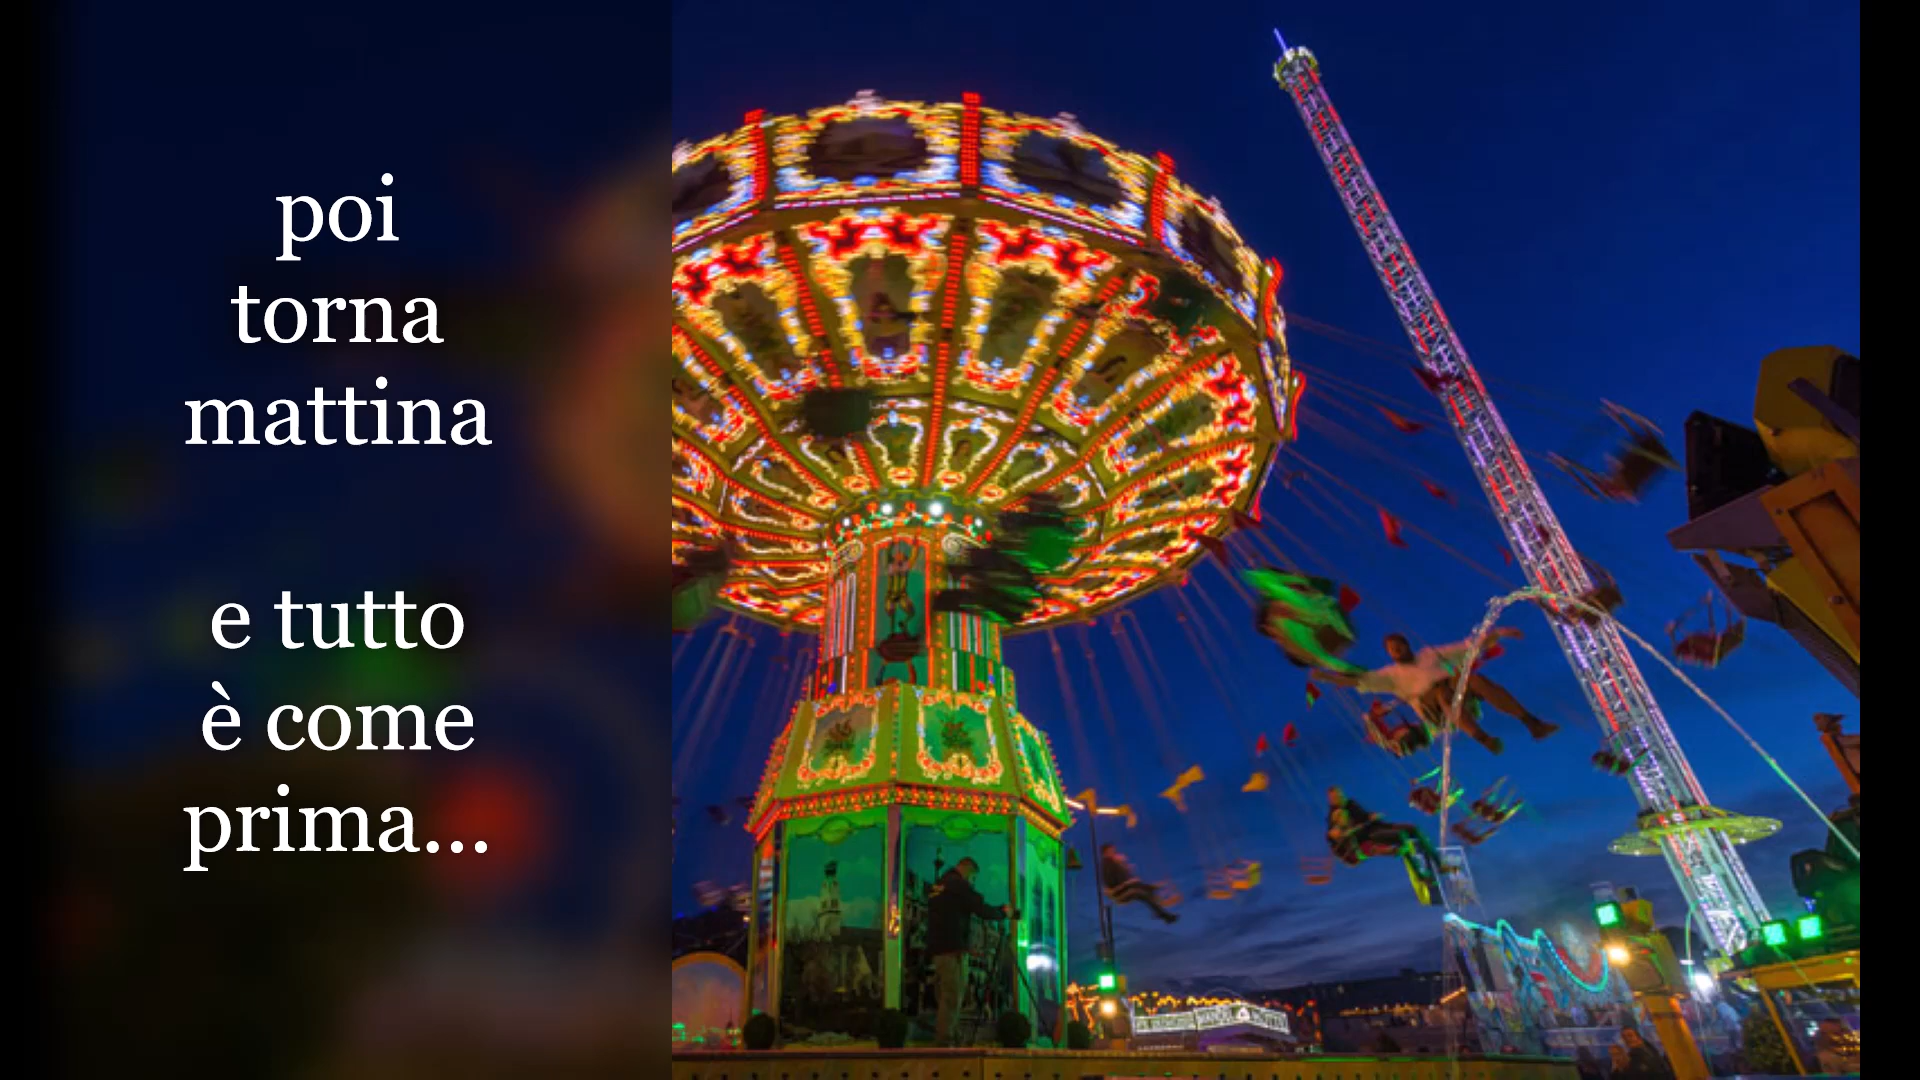 poi
torna
mattina
e tutto
è come
prima...